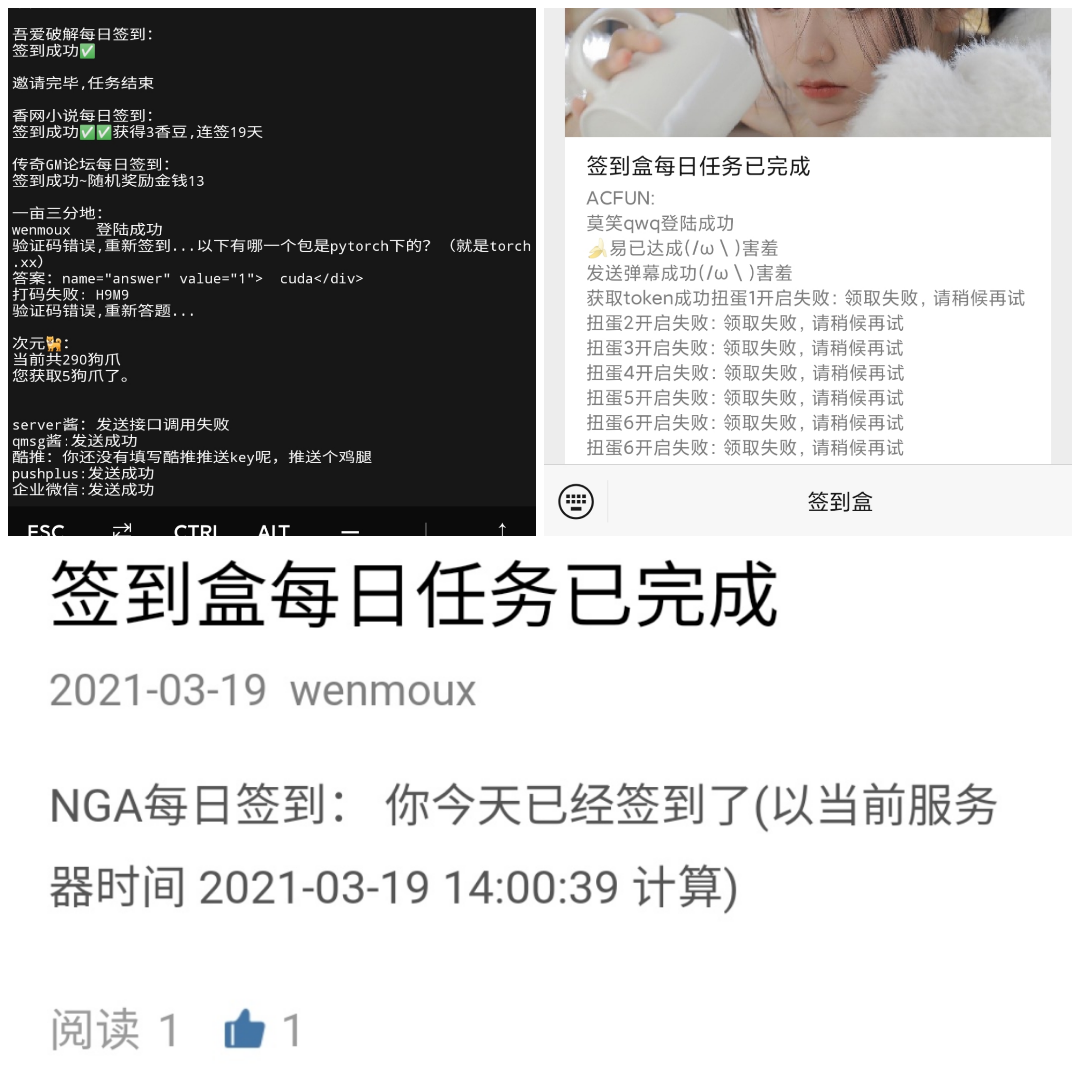 吾爱破解每日签到：
签到成功✅
邀请完毕,任务结束
香网小说每日签到：
签到成功✅✅获得3香豆,连签19天
传奇GM论坛每日签到：
签到成功~随机奖励金钱13
一亩三分地：
wenmoux   登陆成功
验证码错误,重新签到...以下有哪一个包是pytorch下的？（就是torch
.xx）
答案：name="answer" value="1">  cuda</div>
打码失败: H9M9
验证码错误,重新答题...
次元🐕：
当前共290狗爪
您获取5狗爪了。
server酱：发送接口调用失败
qmsg酱:发送成功
酷推：你还没有填写酷推推送key呢，推送个鸡腿
pushplus:发送成功
企业微信:发送成功
ESC ⇄ CTRL ALT — | ↑
签到盒每日任务已完成
ACFUN:
莫笑qwq登陆成功
🍌易已达成(/ω＼)害羞
发送弹幕成功(/ω＼)害羞
获取token成功扭蛋1开启失败：领取失败，请稍候再试
扭蛋2开启失败：领取失败，请稍候再试
扭蛋3开启失败：领取失败，请稍候再试
扭蛋4开启失败：领取失败，请稍候再试
扭蛋5开启失败：领取失败，请稍候再试
扭蛋6开启失败：领取失败，请稍候再试
扭蛋6开启失败：领取失败，请稍候再试
签到盒
签到盒每日任务已完成
2021-03-19 wenmoux
NGA每日签到： 你今天已经签到了(以当前服务
器时间 2021-03-19 14:00:39 计算)
阅读 1 👍 1